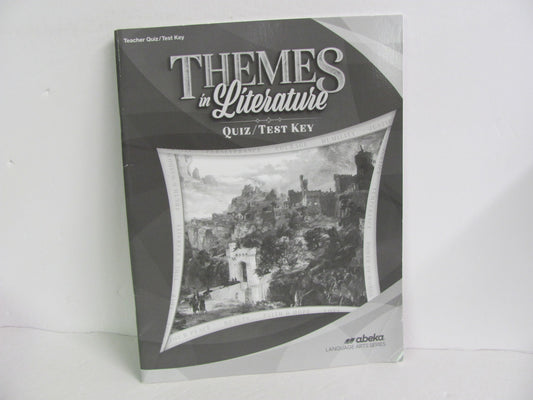 Teacher Quiz/Test Key
THEMES
in Literature
QUIZ/TEST KEY
abeka
LANGUAGE ARTS SERIES